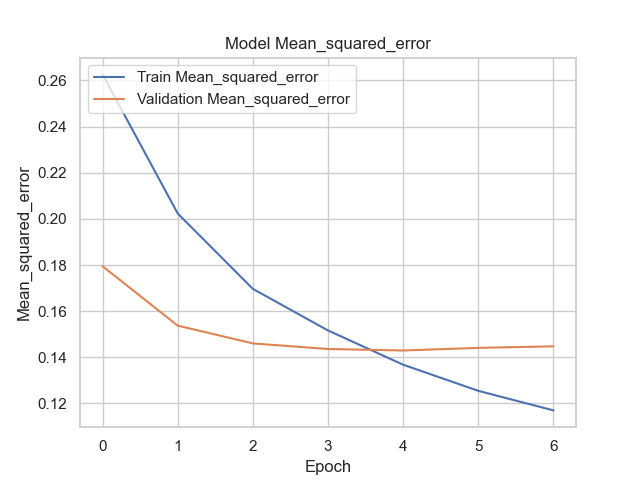 Model Mean_squared_error
Train Mean_squared_error
Validation Mean_squared_error
Mean_squared_error
0.26
0.24
0.22
0.20
0.18
0.16
0.14
0.12
0 1 2 3 4 5 6
Epoch